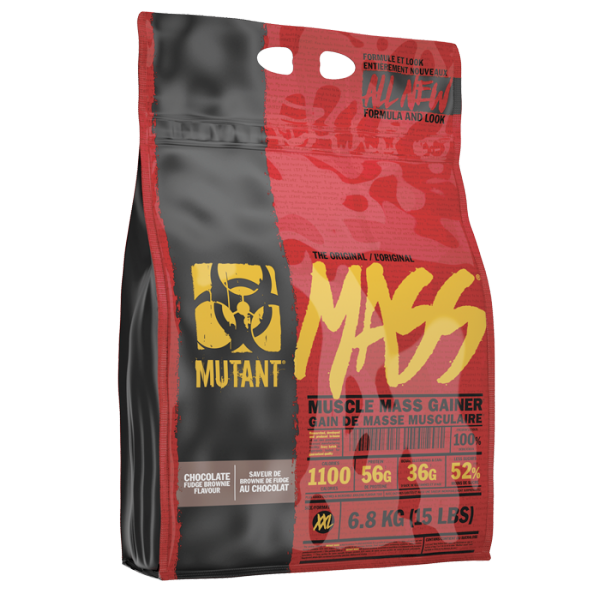 FORMULE ET LOOK
ENTIÈREMENT NOUVEAUX
ALL NEW
FORMULA AND LOOK
THE ORIGINAL / L'ORIGINAL
MASS
MUTANT
MUSCLE MASS GAINER
GAIN DE MASSE MUSCULAIRE
100%
1100 56G 36G 52%
CHOCOLATE
FUDGE BROWNIE
FLAVOUR
SAVEUR DE
BROWNIE DE FUDGE
AU CHOCOLAT
XXL
6.8 KG (15 LBS)